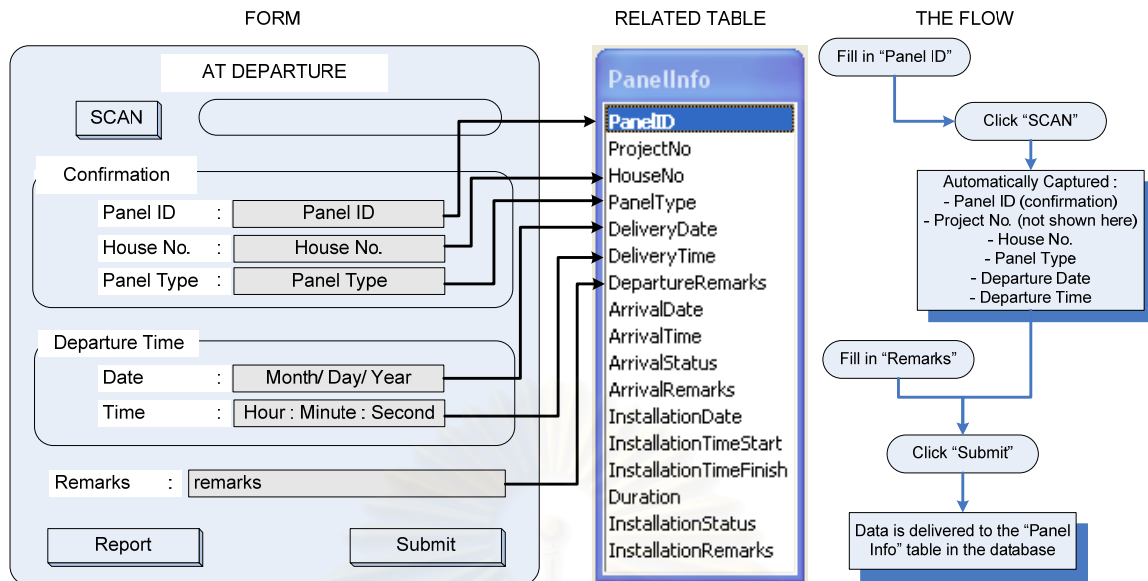 FORM
RELATED TABLE
THE FLOW
AT DEPARTURE
SCAN
Confirmation
Panel ID : Panel ID
House No. : House No.
Panel Type : Panel Type
Departure Time
Date : Month/ Day/ Year
Time : Hour : Minute : Second
Remarks : remarks
Report
Submit
PanelInfo
PanelID
ProjectNo
HouseNo
PanelType
DeliveryDate
DeliveryTime
DepartureRemarks
ArrivalDate
ArrivalTime
ArrivalStatus
ArrivalRemarks
InstallationDate
InstallationTimeStart
InstallationTimeFinish
Duration
InstallationStatus
InstallationRemarks
Fill in “Panel ID”
Click “SCAN”
Automatically Captured :
- Panel ID (confirmation)
- Project No. (not shown here)
- House No.
- Panel Type
- Departure Date
- Departure Time
Fill in “Remarks”
Click “Submit”
Data is delivered to the “Panel
Info” table in the database